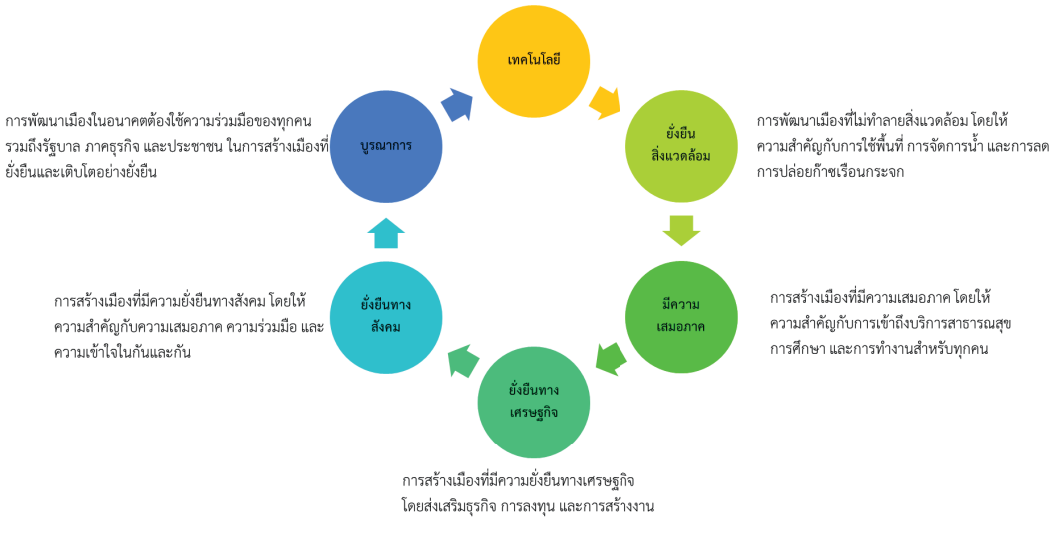 เทคโนโลยี
ยั่งยืน
สิ่งแวดล้อม
การพัฒนาเมืองที่ไม่ทำลายสิ่งแวดล้อม โดยให้
ความสำคัญกับการใช้พื้นที่ การจัดการน้ำ และการลด
การปล่อยก๊าซเรือนกระจก
มีความ
เสมอภาค
การสร้างเมืองที่มีความเสมอภาค โดยให้
ความสำคัญกับการเข้าถึงบริการสาธารณสุข
การศึกษา และการทำงานสำหรับทุกคน
ยั่งยืนทาง
เศรษฐกิจ
การสร้างเมืองที่มีความยั่งยืนทางเศรษฐกิจ
โดยส่งเสริมธุรกิจ การลงทุน และการสร้างงาน
ยั่งยืนทาง
สังคม
การสร้างเมืองที่มีความยั่งยืนทางสังคม โดยให้
ความสำคัญกับความเสมอภาค ความร่วมมือ และ
ความเข้าใจในกันและกัน
บูรณาการ
การพัฒนาเมืองในอนาคตต้องใช้ความร่วมมือของทุกคน
รวมถึงรัฐบาล ภาคธุรกิจ และประชาชน ในการสร้างเมืองที่
ยั่งยืนและเติบโตอย่างยั่งยืน